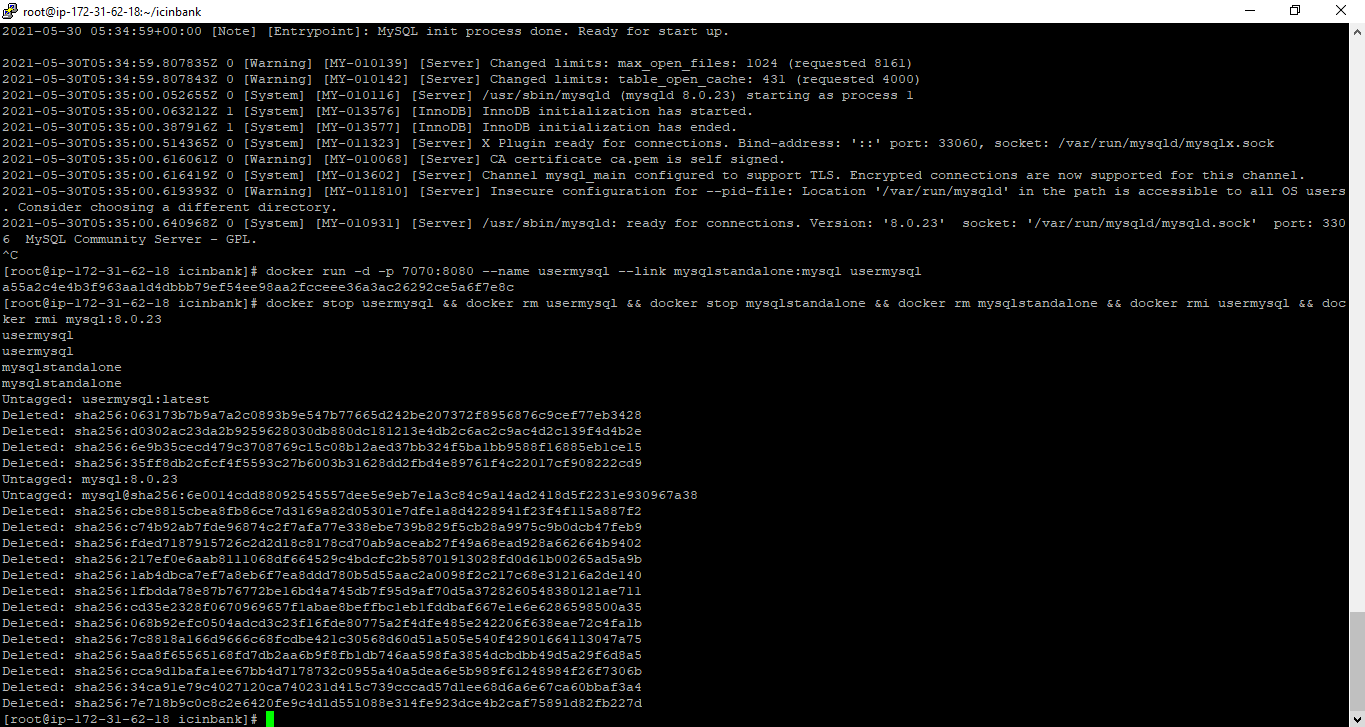 root@ip-172-31-62-18:~/icinbank
2021-05-30 05:34:59+00:00 [Note] [Entrypoint]: MySQL init process done. Ready for start up.
2021-05-30T05:34:59.807835Z 0 [Warning] [MY-010139] [Server] Changed limits: max_open_files: 1024 (requested 8161)
2021-05-30T05:34:59.807843Z 0 [Warning] [MY-010142] [Server] Changed limits: table_open_cache: 431 (requested 4000)
2021-05-30T05:35:00.052655Z 0 [System] [MY-010116] [Server] /usr/sbin/mysqld (mysqld 8.0.23) starting as process 1
2021-05-30T05:35:00.063212Z 1 [System] [MY-013576] [InnoDB] InnoDB initialization has started.
2021-05-30T05:35:00.387916Z 1 [System] [MY-013577] [InnoDB] InnoDB initialization has ended.
2021-05-30T05:35:00.514365Z 0 [System] [MY-011323] [Server] X Plugin ready for connections. Bind-address: '::' port: 33060, socket: /var/run/mysqld/mysqlx.sock
2021-05-30T05:35:00.616061Z 0 [Warning] [MY-010068] [Server] CA certificate ca.pem is self signed.
2021-05-30T05:35:00.616419Z 0 [System] [MY-013602] [Server] Channel mysql_main configured to support TLS. Encrypted connections are now supported for this channel.
2021-05-30T05:35:00.619393Z 0 [Warning] [MY-011810] [Server] Insecure configuration for --pid-file: Location '/var/run/mysqld' in the path is accessible to all OS users
. Consider choosing a different directory.
2021-05-30T05:35:00.640968Z 0 [System] [MY-010931] [Server] /usr/sbin/mysqld: ready for connections. Version: '8.0.23'  socket: '/var/run/mysqld/mysqld.sock'  port: 330
6  MySQL Community Server - GPL.
^C
[root@ip-172-31-62-18 icinbank]# docker run -d -p 7070:8080 --name usermysql --link mysqlstandalone:mysql usermysql
a55a2c4e4b3f963aa1d4dbbb79ef54ee98aa2fcceee36a3ac26292ce5a6f7e8c
[root@ip-172-31-62-18 icinbank]# docker stop usermysql && docker rm usermysql && docker stop mysqlstandalone && docker rm mysqlstandalone && docker rmi usermysql && doc
ker rmi mysql:8.0.23
usermysql
usermysql
mysqlstandalone
mysqlstandalone
Untagged: usermysql:latest
Deleted: sha256:063173b7b9a7a2c0893b9e547b77665d242be207372f8956876c9cef77eb3428
Deleted: sha256:d0302ac23da2b9259628030db880dc181213e4db2c6ac2c9ac4d2c139f4d4b2e
Deleted: sha256:6e9b35cecd479c3708769c15c08b12aed37bb324f5ba1bb9588f16885eb1ce15
Deleted: sha256:35ff8db2cfcf4f5593c27b6003b31628dd2fbd4e89761f4c22017cf908222cd9
Untagged: mysql:8.0.23
Untagged: mysql@sha256:6e0014cdd88092545557dee5e9eb7e1a3c84c9a14ad2418d5f2231e930967a38
Deleted: sha256:cbe8815cbea8fb86ce7d3169a82d05301e7dfe1a8d4228941f23f4f115a887f2
Deleted: sha256:c74b92ab7fde96874c2f7afa77e338ebe739b829f5cb28a9975c9b0dcb47feb9
Deleted: sha256:fded7187915726c2d2d18c8178cd70ab9aceab27f49a68ead928a662664b9402
Deleted: sha256:217ef0e6aab8111068df664529c4bdcfc2b58701913028fd0d61b00265ad5a9b
Deleted: sha256:1ab4dbca7ef7a8eb6f7ea8ddd780b5d55aac2a0098f2c217c68e31216a2de140
Deleted: sha256:1fbdda78e87b76772be16bd4a745db7f95d9af70d5a3728260548380121ae711
Deleted: sha256:cd35e2328f0670969657f1abae8beffbc1eb1fddbaf667e1e6e6286598500a35
Deleted: sha256:068b92efc0504adcd3c23f16fde80775a2f4dfe485e242206f638eae72c4fa1b
Deleted: sha256:7c8818a166d9666c68fcdbe421c30568d60d51a505e540f42901664113047a75
Deleted: sha256:5aa8f65565168fd7db2aa6b9f8fb1db746aa598fa3854dcbdbb49d5a29f6d8a5
Deleted: sha256:cca9d1bafa1ee67bb4d7178732c0955a40a5dea6e5b989f61248984f26f7306b
Deleted: sha256:34ca91e79c4027120ca740231d415c739cccad57d1ee68d6a6e67ca60bbaf3a4
Deleted: sha256:7e718b9c0c8c2e6420fe9c4d1d551088e314fe923dce4b2caf75891d82fb227d
[root@ip-172-31-62-18 icinbank]#